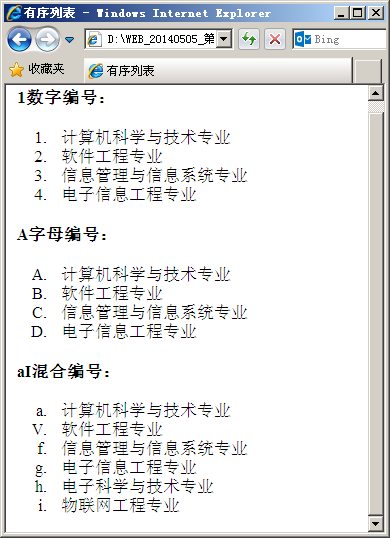 有序列表 - Windows Internet Explorer
D:\WEB_20140505_第
Bing
收藏夹
有序列表
1数字编号：
1. 计算机科学与技术专业
2. 软件工程专业
3. 信息管理与信息系统专业
4. 电子信息工程专业
A字母编号：
A. 计算机科学与技术专业
B. 软件工程专业
C. 信息管理与信息系统专业
D. 电子信息工程专业
aI混合编号：
a. 计算机科学与技术专业
V. 软件工程专业
f. 信息管理与信息系统专业
g. 电子信息工程专业
h. 电子科学与技术专业
i. 物联网工程专业